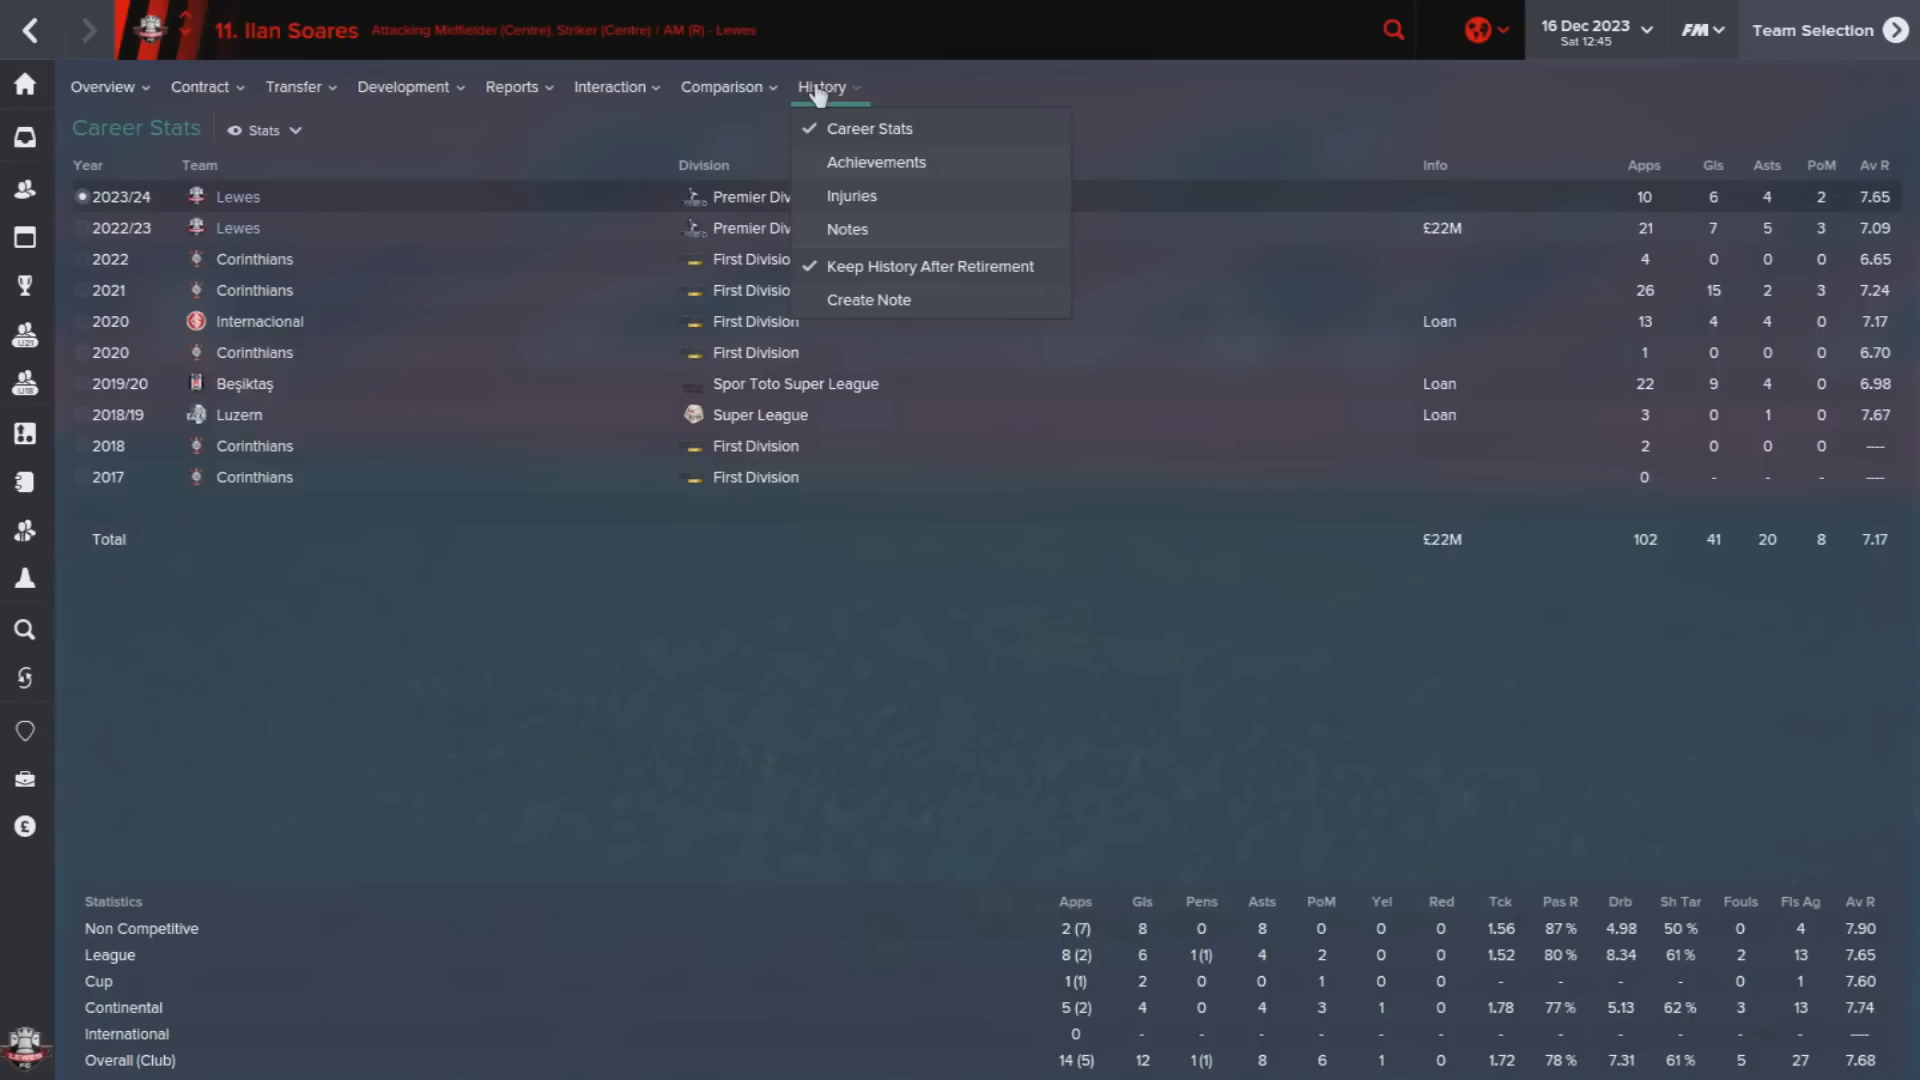 11. Ilan Soares Attacking Midfielder (Centre), Striker (Centre) / AM (R) - Lewes 16 Dec 2023 FM Team Selection
Sat 12:45
Overview Contract Transfer Development Reports Interaction Comparison History
Career Stats Stats
Career Stats
Achievements
Injuries
Notes
Keep History After Retirement
Create Note
Year Team Division Info Apps Gls Asts PoM Av R
2023/24 Lewes Premier Div 10 6 4 2 7.65
2022/23 Lewes Premier Div £22M 21 7 5 3 7.09
2022 Corinthians First Divisio 4 0 0 0 6.65
2021 Corinthians First Divisio 26 15 2 3 7.24
2020 Internacional First Division Loan 13 4 4 0 7.17
2020 Corinthians First Division 1 0 0 0 6.70
2019/20 Beşiktaş Spor Toto Super League Loan 22 9 4 0 6.98
2018/19 Luzern Super League Loan 3 0 1 0 7.67
2018 Corinthians First Division 2 0 0 0 ----
2017 Corinthians First Division 0 - - - ----
Total £22M 102 41 20 8 7.17
Statistics Apps Gls Pens Asts PoM Yel Red Tck Pas R Drb Sh Tar Fouls Fls Ag Av R
Non Competitive 2 (7) 8 0 8 0 0 0 1.56 87 % 4.98 50 % 0 4 7.90
League 8 (2) 6 1 (1) 4 2 0 0 1.52 80 % 8.34 61 % 2 13 7.65
Cup 1 (1) 2 0 0 1 0 0 - - - - 0 1 7.60
Continental 5 (2) 4 0 4 3 1 0 1.78 77 % 5.13 62 % 3 13 7.74
International 0 - - - - - - - - - - - - ----
Overall (Club) 14 (5) 12 1 (1) 8 6 1 0 1.72 78 % 7.31 61 % 5 27 7.68
U21
U18
LEWES
FC